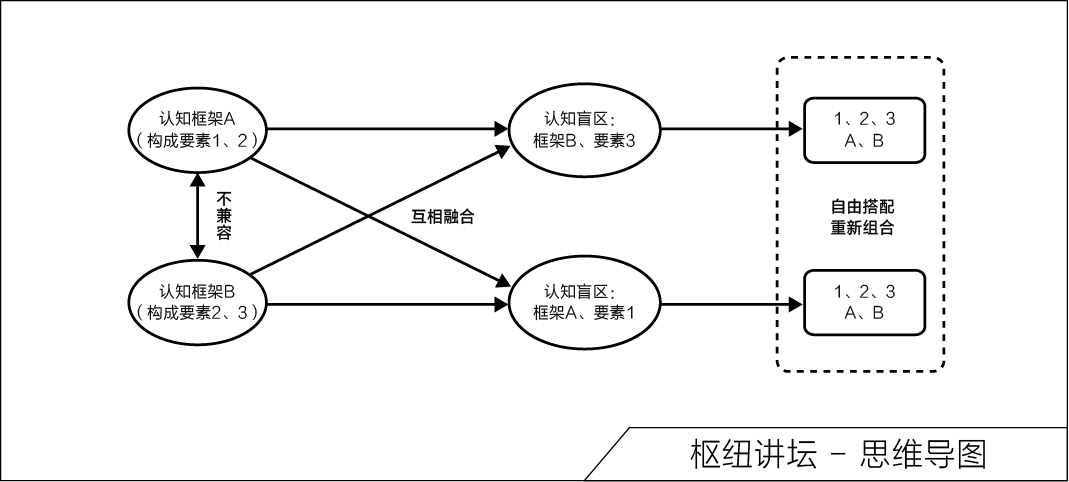 认知框架A
（构成要素1、2）
认知盲区：
框架B、要素3
1、2、3
A、B
不兼容
互相融合
自由搭配
重新组合
认知框架B
（构成要素2、3）
认知盲区：
框架A、要素1
1、2、3
A、B
枢纽讲坛 - 思维导图